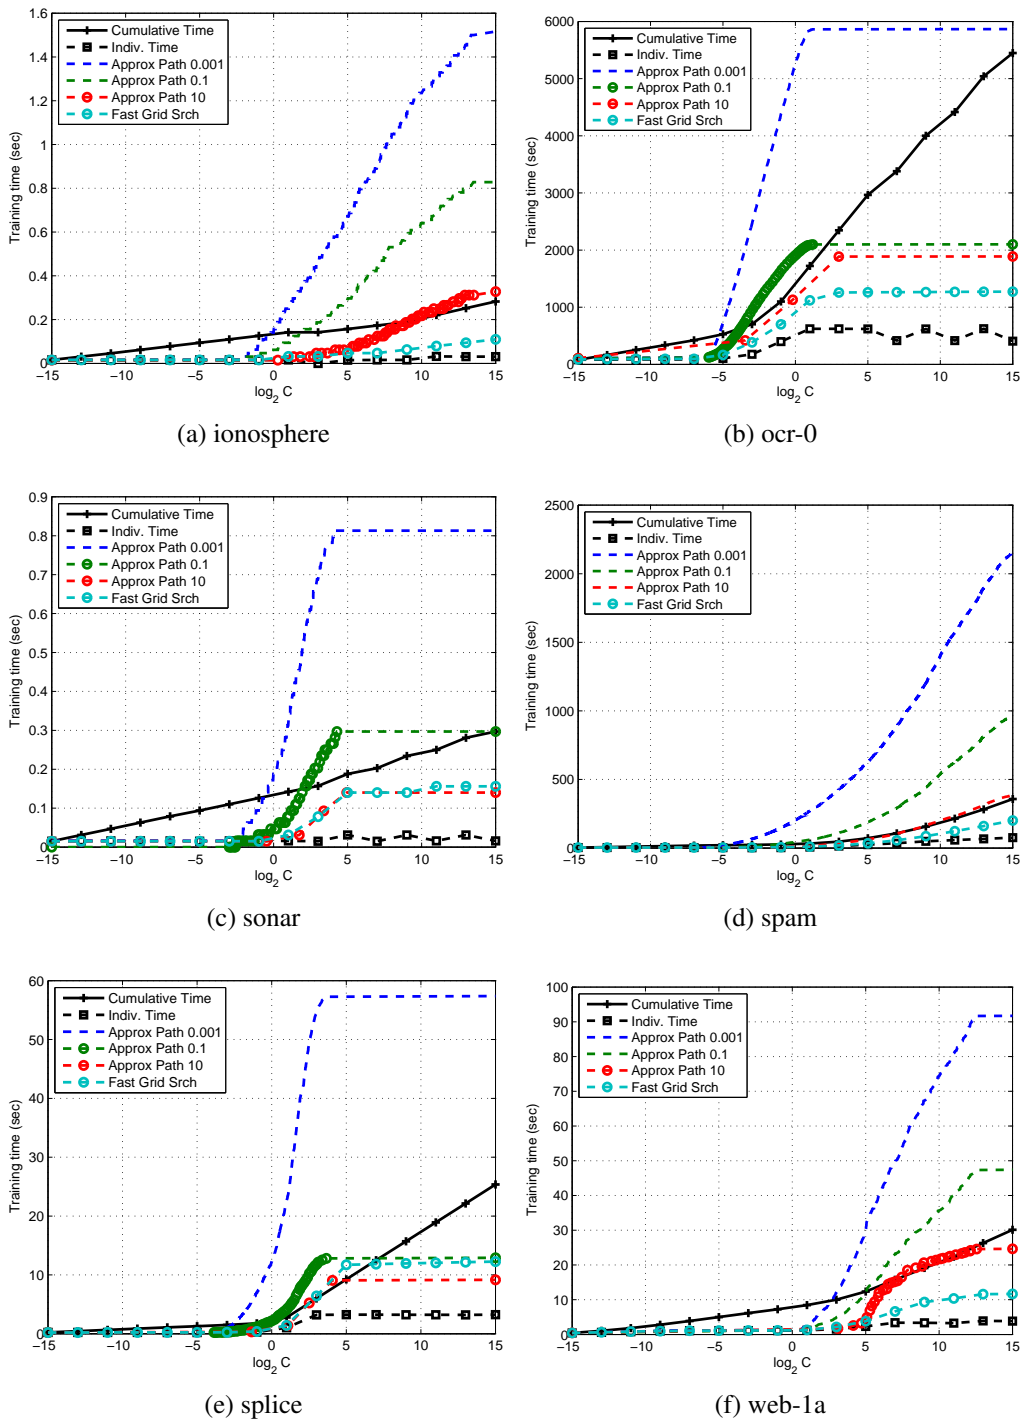 1.6
1.4
1.2
1
0.8
0.6
0.4
0.2
0
Training time (sec)
Cumulative Time
Indiv. Time
Approx Path 0.001
Approx Path 0.1
Approx Path 10
Fast Grid Srch
−15 −10 −5 0 5 10 15
log2 C
(a) ionosphere
6000
5000
4000
3000
2000
1000
0
Training time (sec)
Cumulative Time
Indiv. Time
Approx Path 0.001
Approx Path 0.1
Approx Path 10
Fast Grid Srch
−15 −10 −5 0 5 10 15
log2 C
(b) ocr-0
0.9
0.8
0.7
0.6
0.5
0.4
0.3
0.2
0.1
0
Training time (sec)
Cumulative Time
Indiv. Time
Approx Path 0.001
Approx Path 0.1
Approx Path 10
Fast Grid Srch
−15 −10 −5 0 5 10 15
log2 C
(c) sonar
2500
2000
1500
1000
500
0
Training time (sec)
Cumulative Time
Indiv. Time
Approx Path 0.001
Approx Path 0.1
Approx Path 10
Fast Grid Srch
−15 −10 −5 0 5 10 15
log2 C
(d) spam
60
50
40
30
20
10
0
Training time (sec)
Cumulative Time
Indiv. Time
Approx Path 0.001
Approx Path 0.1
Approx Path 10
Fast Grid Srch
−15 −10 −5 0 5 10 15
log2 C
(e) splice
100
90
80
70
60
50
40
30
20
10
0
Training time (sec)
Cumulative Time
Indiv. Time
Approx Path 0.001
Approx Path 0.1
Approx Path 10
Fast Grid Srch
−15 −10 −5 0 5 10 15
log2 C
(f) web-1a